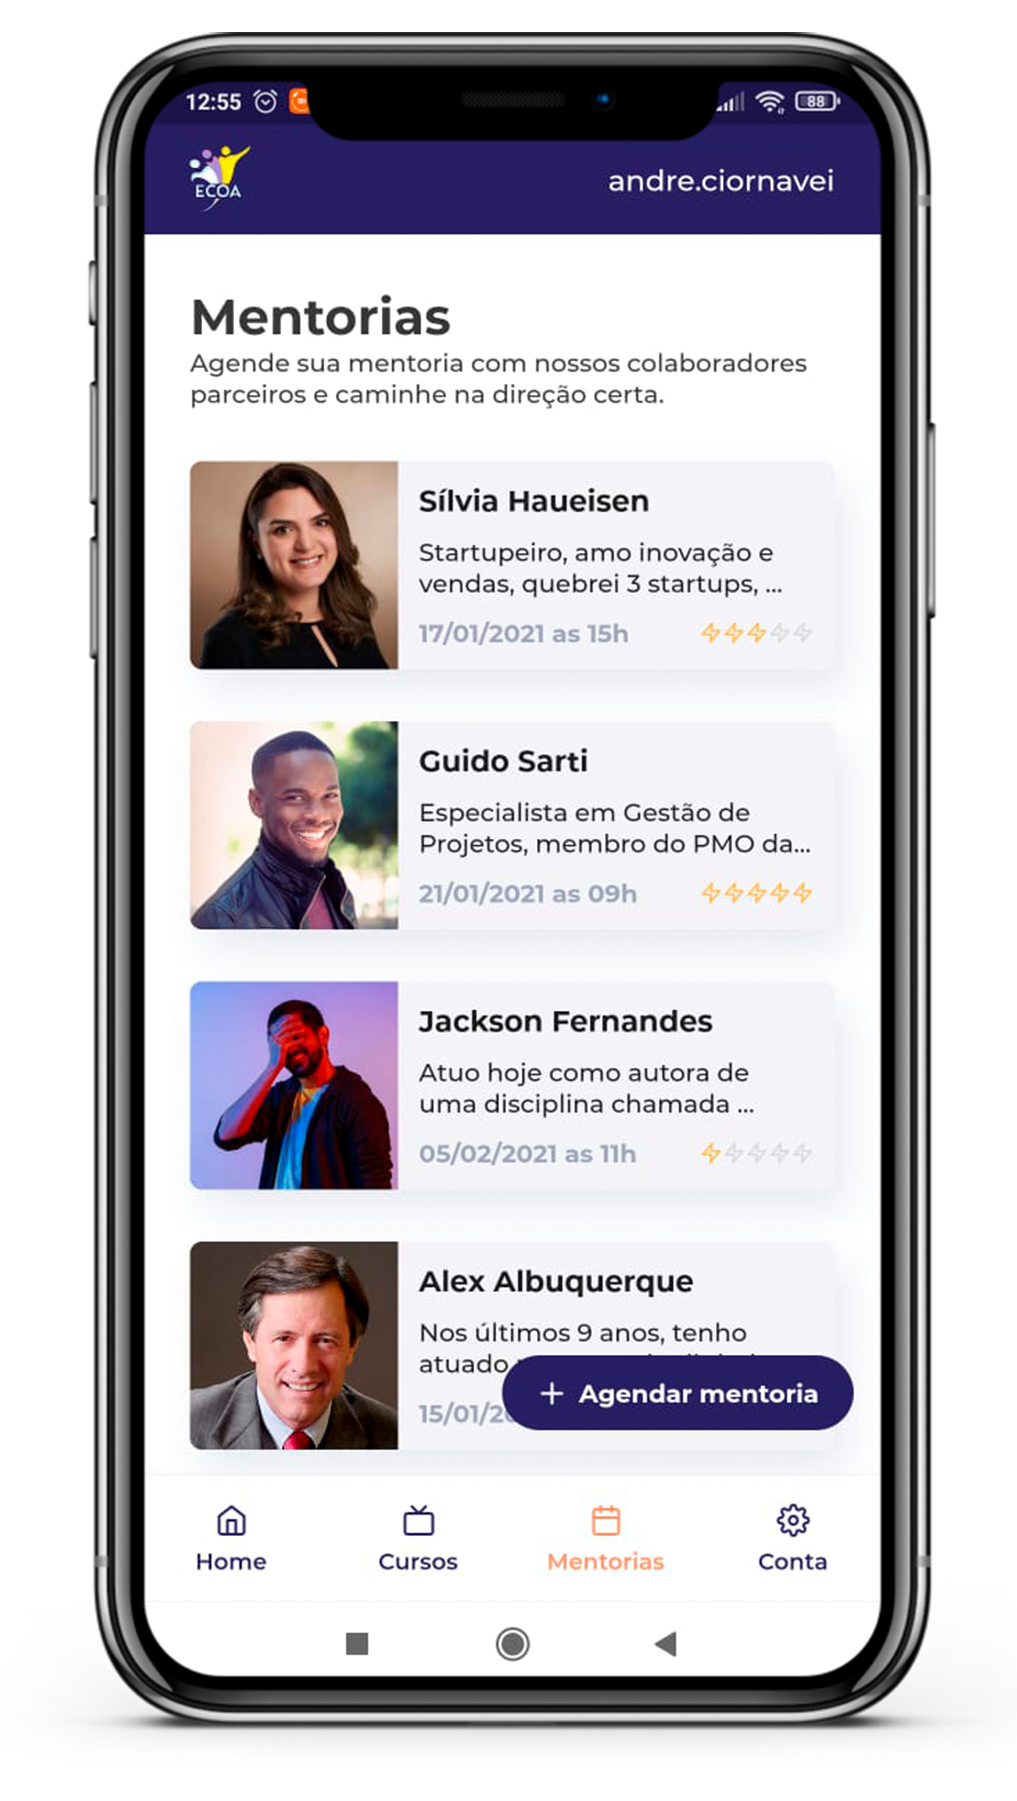 12:55
88
ECOA
andre.ciornavei
Mentorias
Agende sua mentoria com nossos colaboradores
parceiros e caminhe na direção certa.
Sílvia Haueisen
Startupeiro, amo inovação e
vendas, quebrei 3 startups, ...
17/01/2021 as 15h
Guido Sarti
Especialista em Gestão de
Projetos, membro do PMO da...
21/01/2021 as 09h
Jackson Fernandes
Atuo hoje como autora de
uma disciplina chamada ...
05/02/2021 as 11h
Alex Albuquerque
Nos últimos 9 anos, tenho
atuado
15/01/2
+ Agendar mentoria
Home
Cursos
Mentorias
Conta